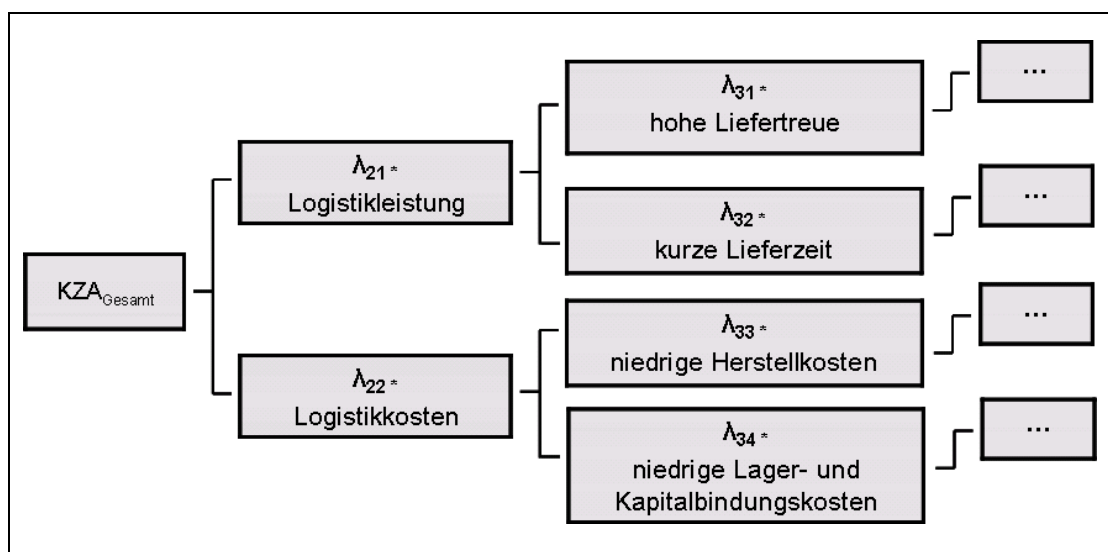 KZA_Gesamt
λ21 *
Logistikleistung
λ22 *
Logistikkosten
λ31 *
hohe Liefertreue
λ32 *
kurze Lieferzeit
λ33 *
niedrige Herstellkosten
λ34 *
niedrige Lager- und
Kapitalbindungskosten
...
...
...
...